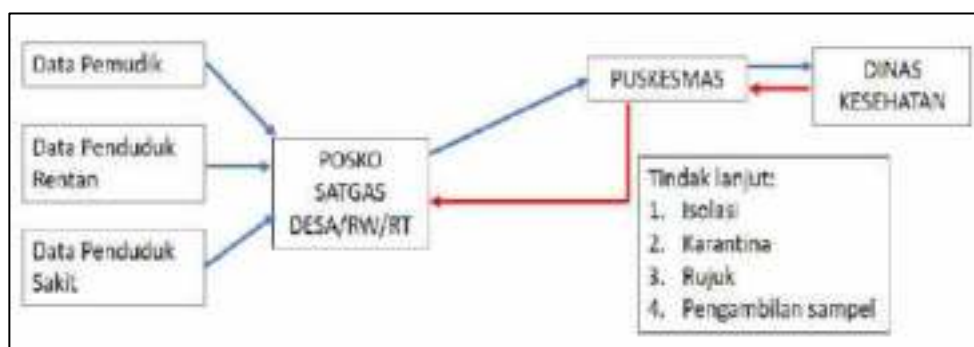 Data Pemudik
Data Penduduk
Rentan
Data Penduduk
Sakit
POSKO
SATGAS
DESA/RW/RT
PUSKESMAS
DINAS
KESEHATAN
Tindak lanjut:
1. Isolasi
2. Karantina
3. Rujuk
4. Pengambilan sampel